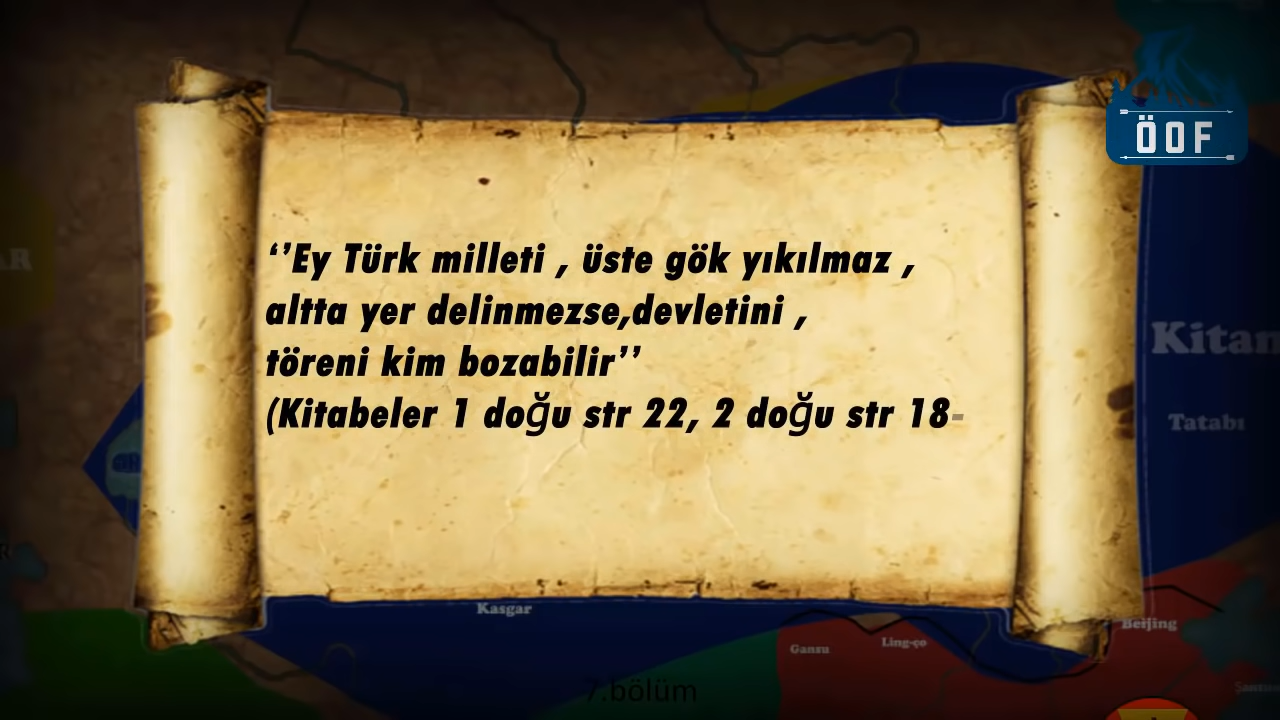 ÖOF
‘’Ey Türk milleti , üste gök yıkılmaz ,
altta yer delinmezse,devletini ,
töreni kim bozabilir’’
(Kitabeler 1 doğu str 22, 2 doğu str 18-
Kitan
Tatabı
Kasgar
Beijing
Gansu
Ling-ço
7.bölüm